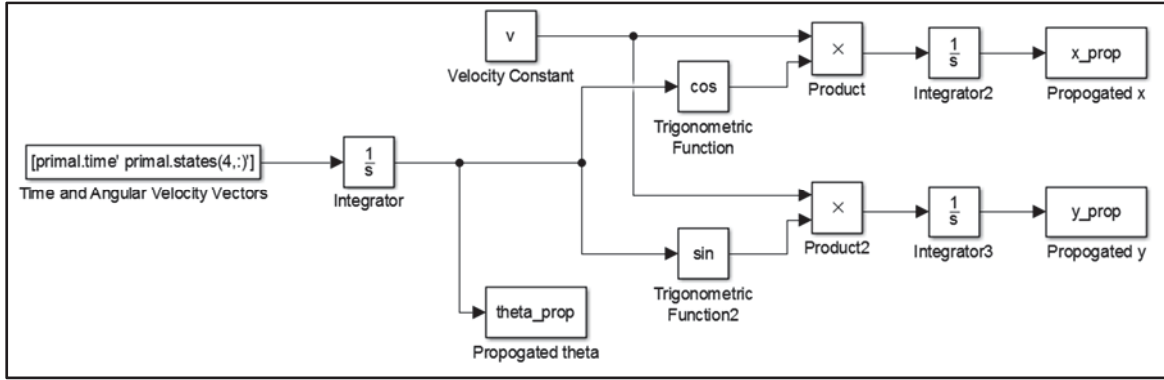 v
Velocity Constant
×
Product
1
s
Integrator2
x_prop
Propogated x
cos
Trigonometric
Function
[primal.time' primal.states(4,:)']
Time and Angular Velocity Vectors
1
s
Integrator
×
Product2
1
s
Integrator3
y_prop
Propogated y
sin
Trigonometric
Function2
theta_prop
Propogated theta